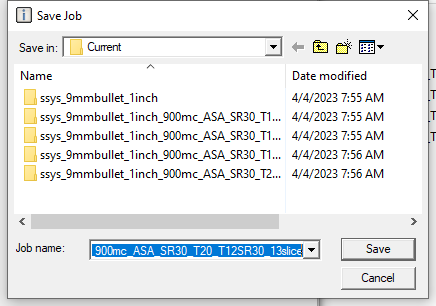 Save Job
Save in:
Current
Name
Date modified
ssys_9mmbullet_1inch
4/4/2023 7:55 AM
ssys_9mmbullet_1inch_900mc_ASA_SR30_T1...
4/4/2023 7:55 AM
ssys_9mmbullet_1inch_900mc_ASA_SR30_T1...
4/4/2023 7:55 AM
ssys_9mmbullet_1inch_900mc_ASA_SR30_T1...
4/4/2023 7:56 AM
ssys_9mmbullet_1inch_900mc_ASA_SR30_T2...
4/4/2023 7:56 AM
Job name:
_900mc_ASA_SR30_T20_T12SR30_13slice
Save
Cancel